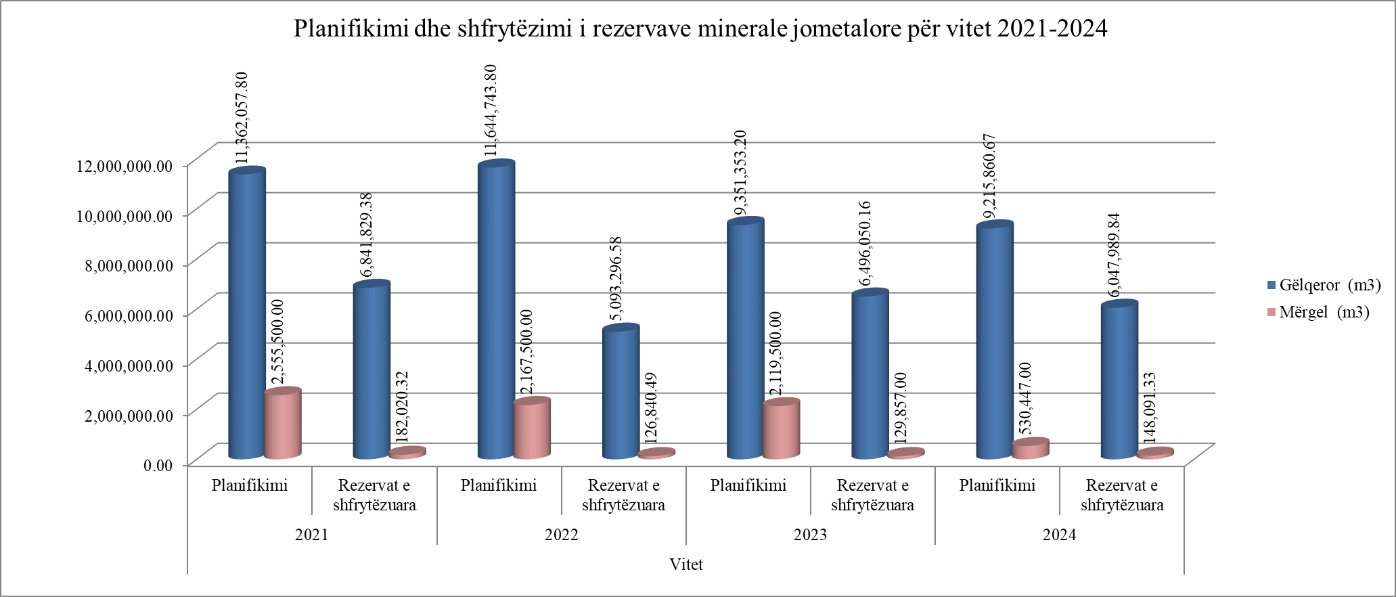 Planifikimi dhe shfrytëzimi i rezervave minerale jometalore për vitet 2021-2024
12,000,000.00
10,000,000.00
8,000,000.00
6,000,000.00
4,000,000.00
2,000,000.00
0.00
11,362,057.80
2,555,500.00
6,841,829.38
182,020.32
11,644,743.80
2,167,500.00
5,093,296.58
126,840.49
9,351,353.20
2,119,500.00
6,496,050.16
129,857.00
9,215,860.67
530,447.00
6,047,989.84
148,091.33
Planifikimi
Rezervat e
shfrytëzuara
Planifikimi
Rezervat e
shfrytëzuara
Planifikimi
Rezervat e
shfrytëzuara
Planifikimi
Rezervat e
shfrytëzuara
2021
2022
2023
2024
Vitet
Gëlqeror (m3)
Mërgel (m3)